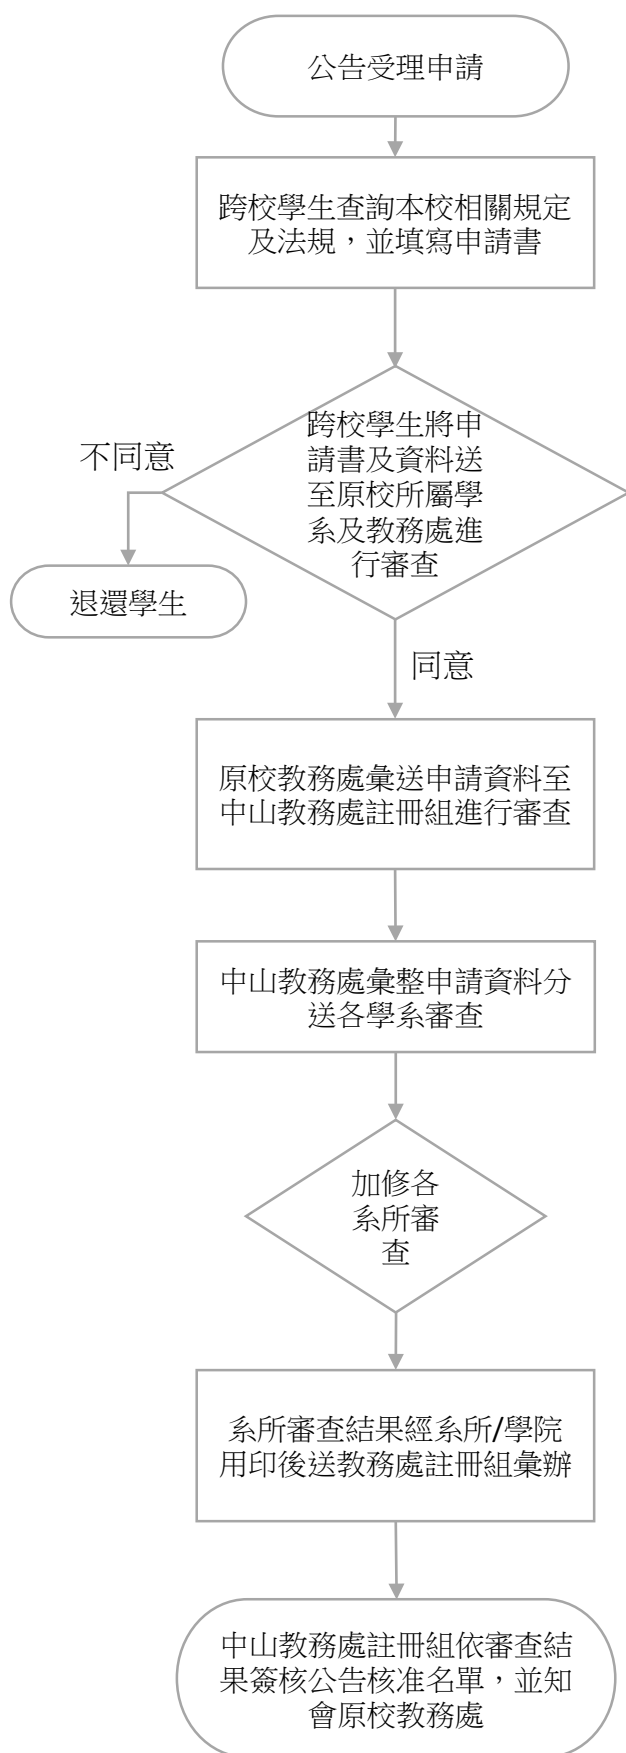 公告受理申請
跨校學生查詢本校相關規定
及法規，並填寫申請書
跨校學生將申
請書及資料送
至原校所屬學
系及教務處進
行審查
不同意
退還學生
同意
原校教務處彙送申請資料至
中山教務處註冊組進行審查
中山教務處彙整申請資料分
送各學系審查
加修各
系所審
查
系所審查結果經系所/學院
用印後送教務處註冊組彙辦
中山教務處註冊組依審查結
果簽核公告核准名單，並知
會原校教務處